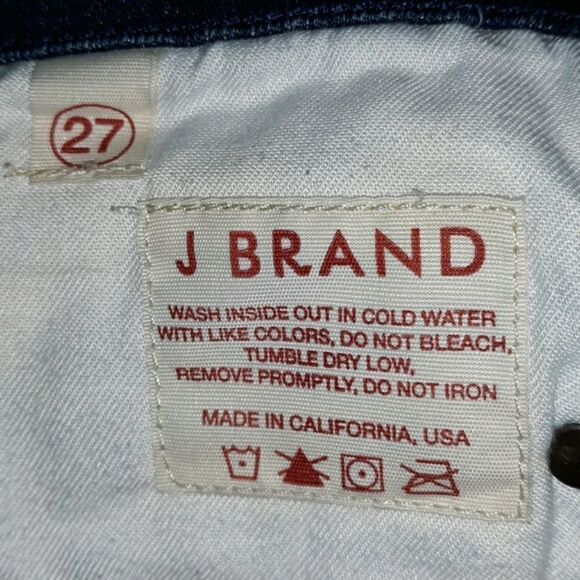 27
J BRAND
WASH INSIDE OUT IN COLD WATER
WITH LIKE COLORS, DO NOT BLEACH,
TUMBLE DRY LOW,
REMOVE PROMPTLY, DO NOT IRON
MADE IN CALIFORNIA, USA